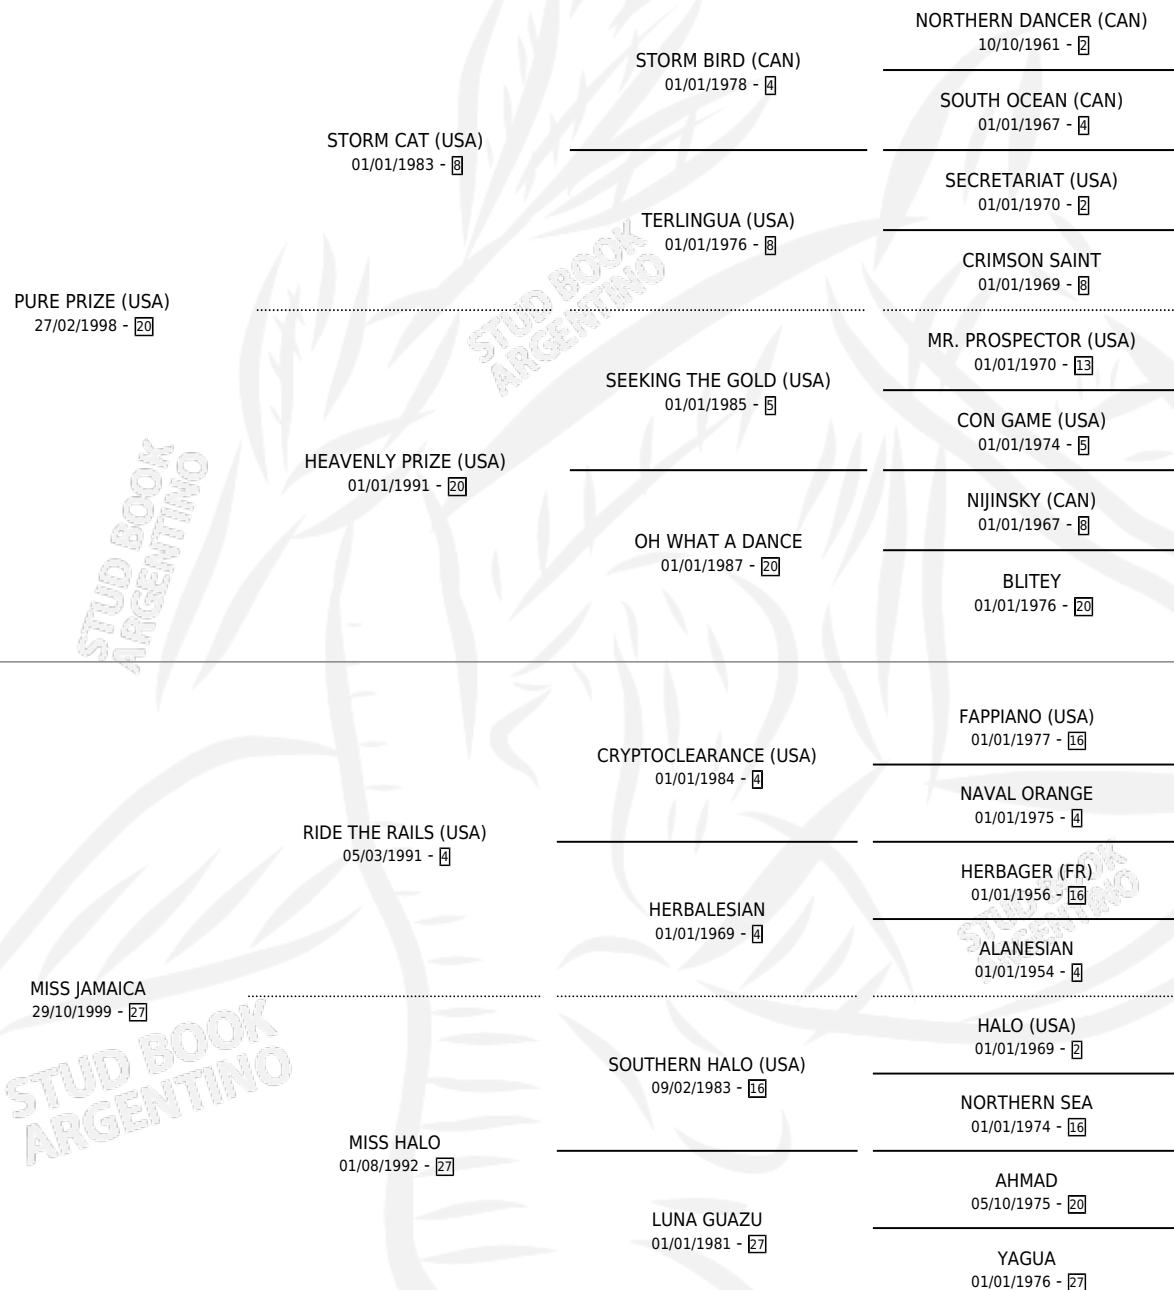 NORTHERN DANCER (CAN)
10/10/1961 - 2
STORM BIRD (CAN)
01/01/1978 - 4
SOUTH OCEAN (CAN)
01/01/1967 - 4
STORM CAT (USA)
01/01/1983 - 8
SECRETARIAT (USA)
01/01/1970 - 2
TERLINGUA (USA)
01/01/1976 - 8
CRIMSON SAINT
01/01/1969 - 8
PURE PRIZE (USA)
27/02/1998 - 20
MR. PROSPECTOR (USA)
01/01/1970 - 13
SEEKING THE GOLD (USA)
01/01/1985 - 5
CON GAME (USA)
01/01/1974 - 5
HEAVENLY PRIZE (USA)
01/01/1991 - 20
NIJINSKY (CAN)
01/01/1967 - 8
OH WHAT A DANCE
01/01/1987 - 20
BLITEY
01/01/1976 - 20
FAPPIANO (USA)
01/01/1977 - 16
CRYPTOCLEARANCE (USA)
01/01/1984 - 4
NAVAL ORANGE
01/01/1975 - 4
RIDE THE RAILS (USA)
05/03/1991 - 4
HERBAGER (FR)
01/01/1956 - 16
HERBALESIAN
01/01/1969 - 4
ALANESIAN
01/01/1954 - 4
MISS JAMAICA
29/10/1999 - 27
HALO (USA)
01/01/1969 - 2
SOUTHERN HALO (USA)
09/02/1983 - 16
NORTHERN SEA
01/01/1974 - 16
MISS HALO
01/08/1992 - 27
AHMAD
05/10/1975 - 20
LUNA GUAZU
01/01/1981 - 27
YAGUA
01/01/1976 - 27
STUD BOOK
ARGENTINO
STUD BOOK
ARGENTINO
STUD BOOK
ARGENTINO
STUD BOOK
ARGENTINO